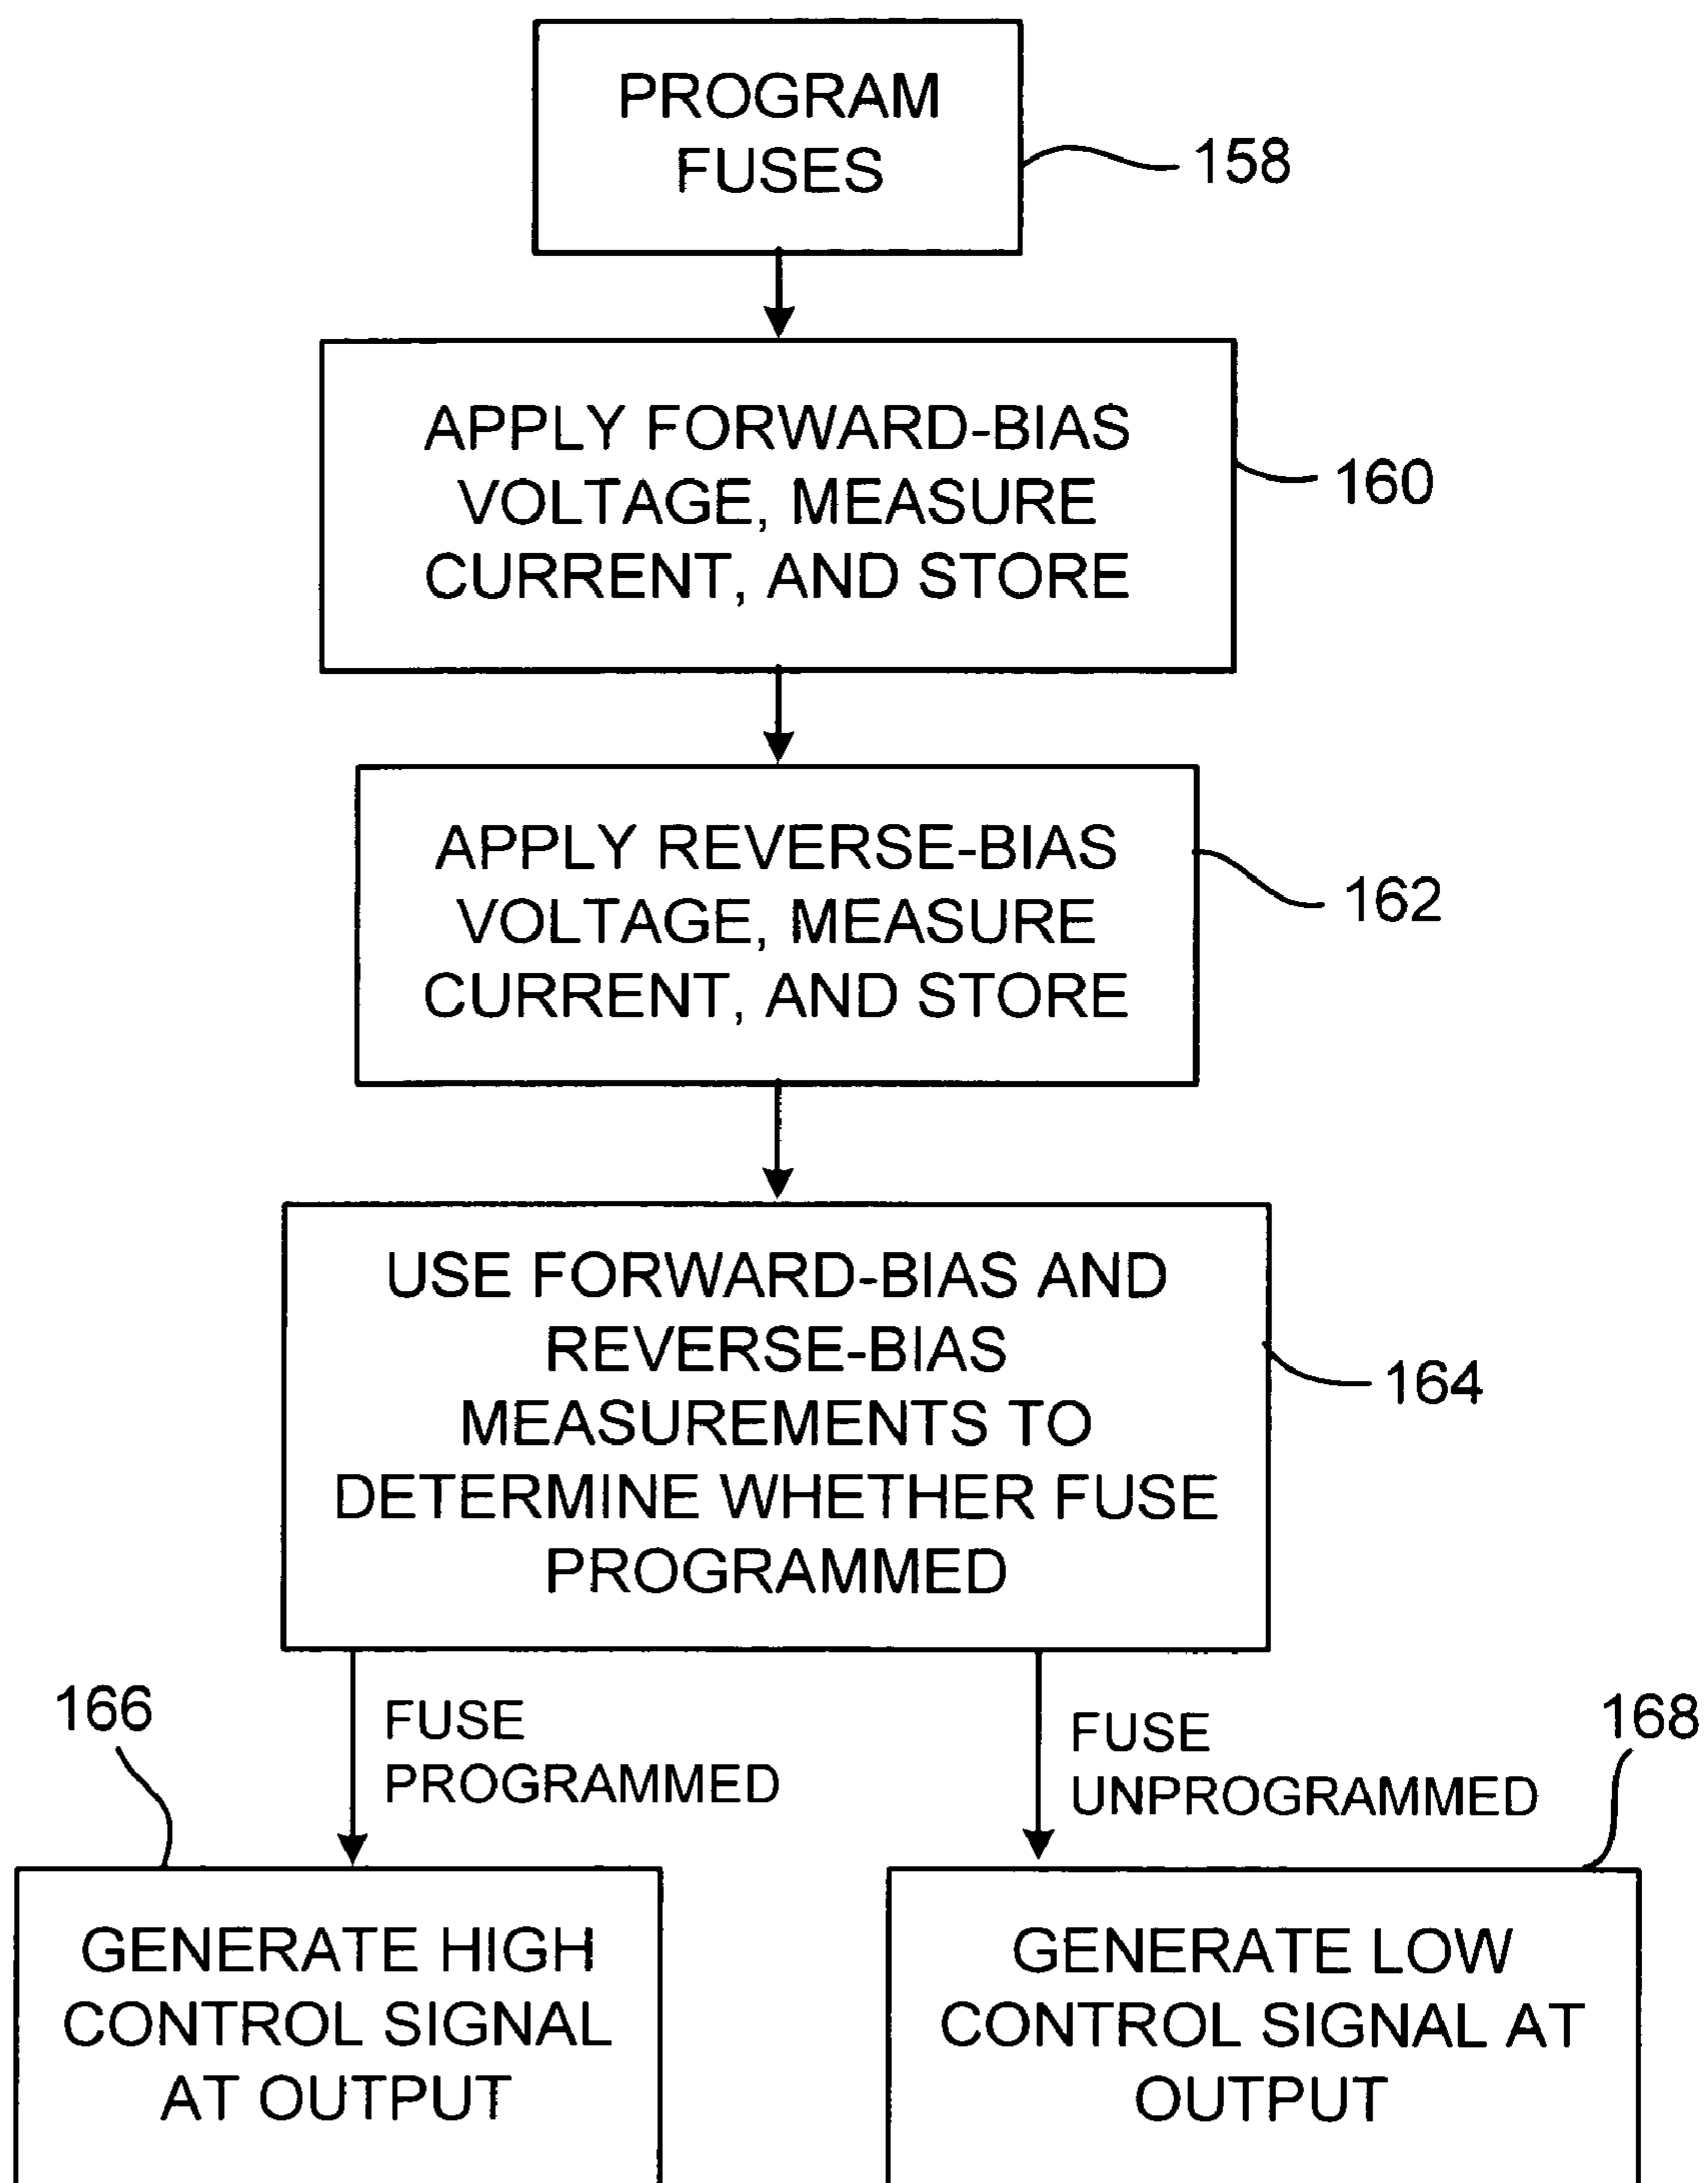 PROGRAM
FUSES
158
APPLY FORWARD-BIAS
VOLTAGE, MEASURE
CURRENT, AND STORE
160
APPLY REVERSE-BIAS
VOLTAGE, MEASURE
CURRENT, AND STORE
162
USE FORWARD-BIAS AND
REVERSE-BIAS
MEASUREMENTS TO
DETERMINE WHETHER FUSE
PROGRAMMED
164
166
FUSE
PROGRAMMED
FUSE
UNPROGRAMMED
168
GENERATE HIGH
CONTROL SIGNAL
AT OUTPUT
GENERATE LOW
CONTROL SIGNAL AT
OUTPUT